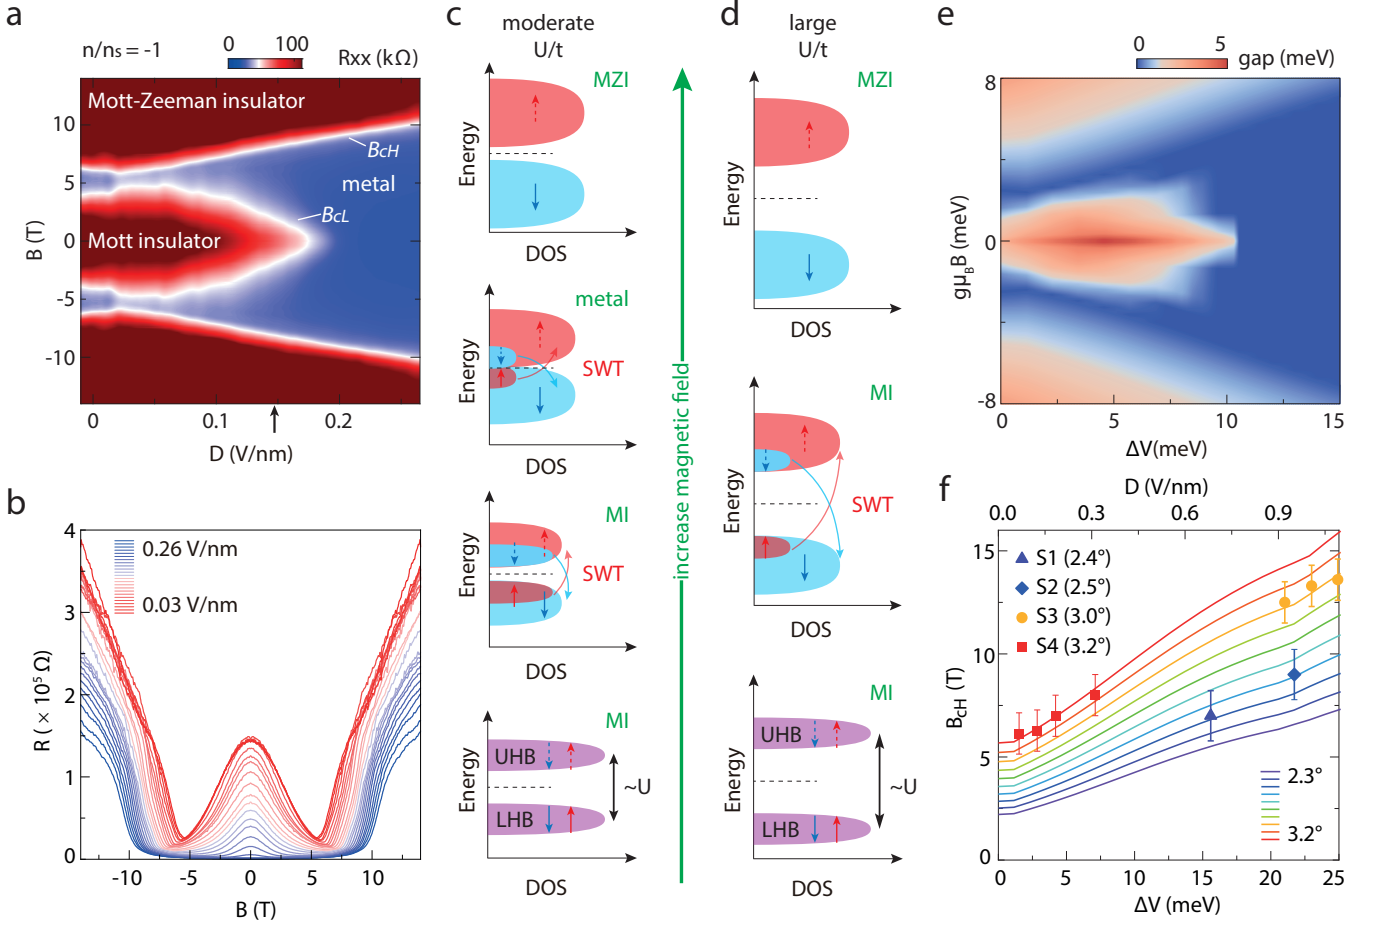 a
n/ns = -1
0
100
Rxx (kΩ)
Mott-Zeeman insulator
BcH
metal
BcL
Mott insulator
10
5
0
-5
-10
B (T)
0
0.1
0.2
D (V/nm)
b
4
3
2
1
0
R ( × 10⁵ Ω)
0.26 V/nm
0.03 V/nm
-10
-5
0
5
10
B (T)
c
moderate
U/t
MZI
Energy
DOS
metal
SWT
Energy
DOS
MI
SWT
Energy
DOS
MI
UHB
LHB
~U
Energy
DOS
increase magnetic field
d
large
U/t
MZI
Energy
DOS
MI
SWT
Energy
DOS
MI
UHB
LHB
~U
Energy
DOS
e
0
5
gap (meV)
8
0
-8
gμBB (meV)
0
5
10
15
ΔV(meV)
f
D (V/nm)
0.0
0.3
0.6
0.9
15
10
5
0
BcH (T)
S1 (2.4°)
S2 (2.5°)
S3 (3.0°)
S4 (3.2°)
2.3°
3.2°
0
5
10
15
20
25
ΔV (meV)